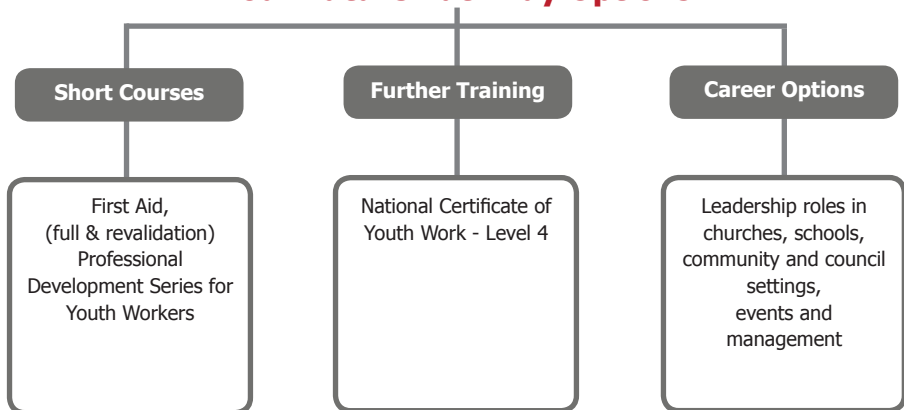 Short Courses
Further Training
Career Options
First Aid,
(full & revalidation)
Professional
Development Series for
Youth Workers
National Certificate of
Youth Work - Level 4
Leadership roles in
churches, schools,
community and council
settings,
events and
management